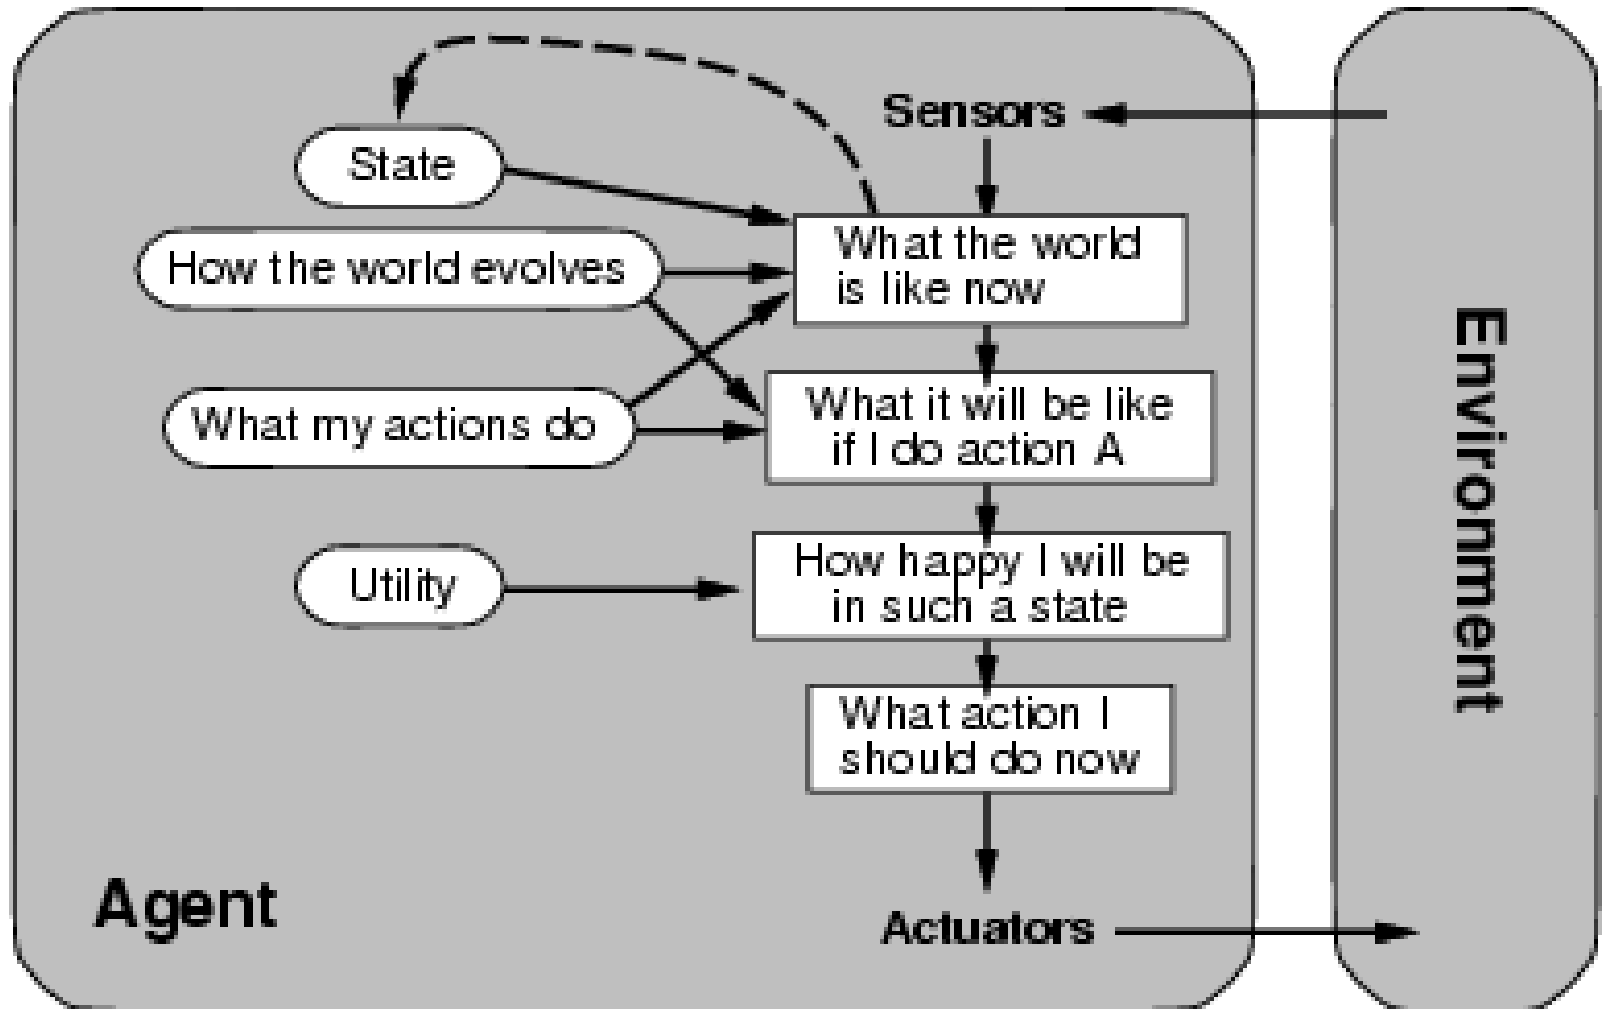 Sensors
State
What the world
is like now
How the world evolves
What my actions do
What it will be like
if I do action A
Utility
How happy I will be
in such a state
What action I
should do now
Agent
Actuators
Environment